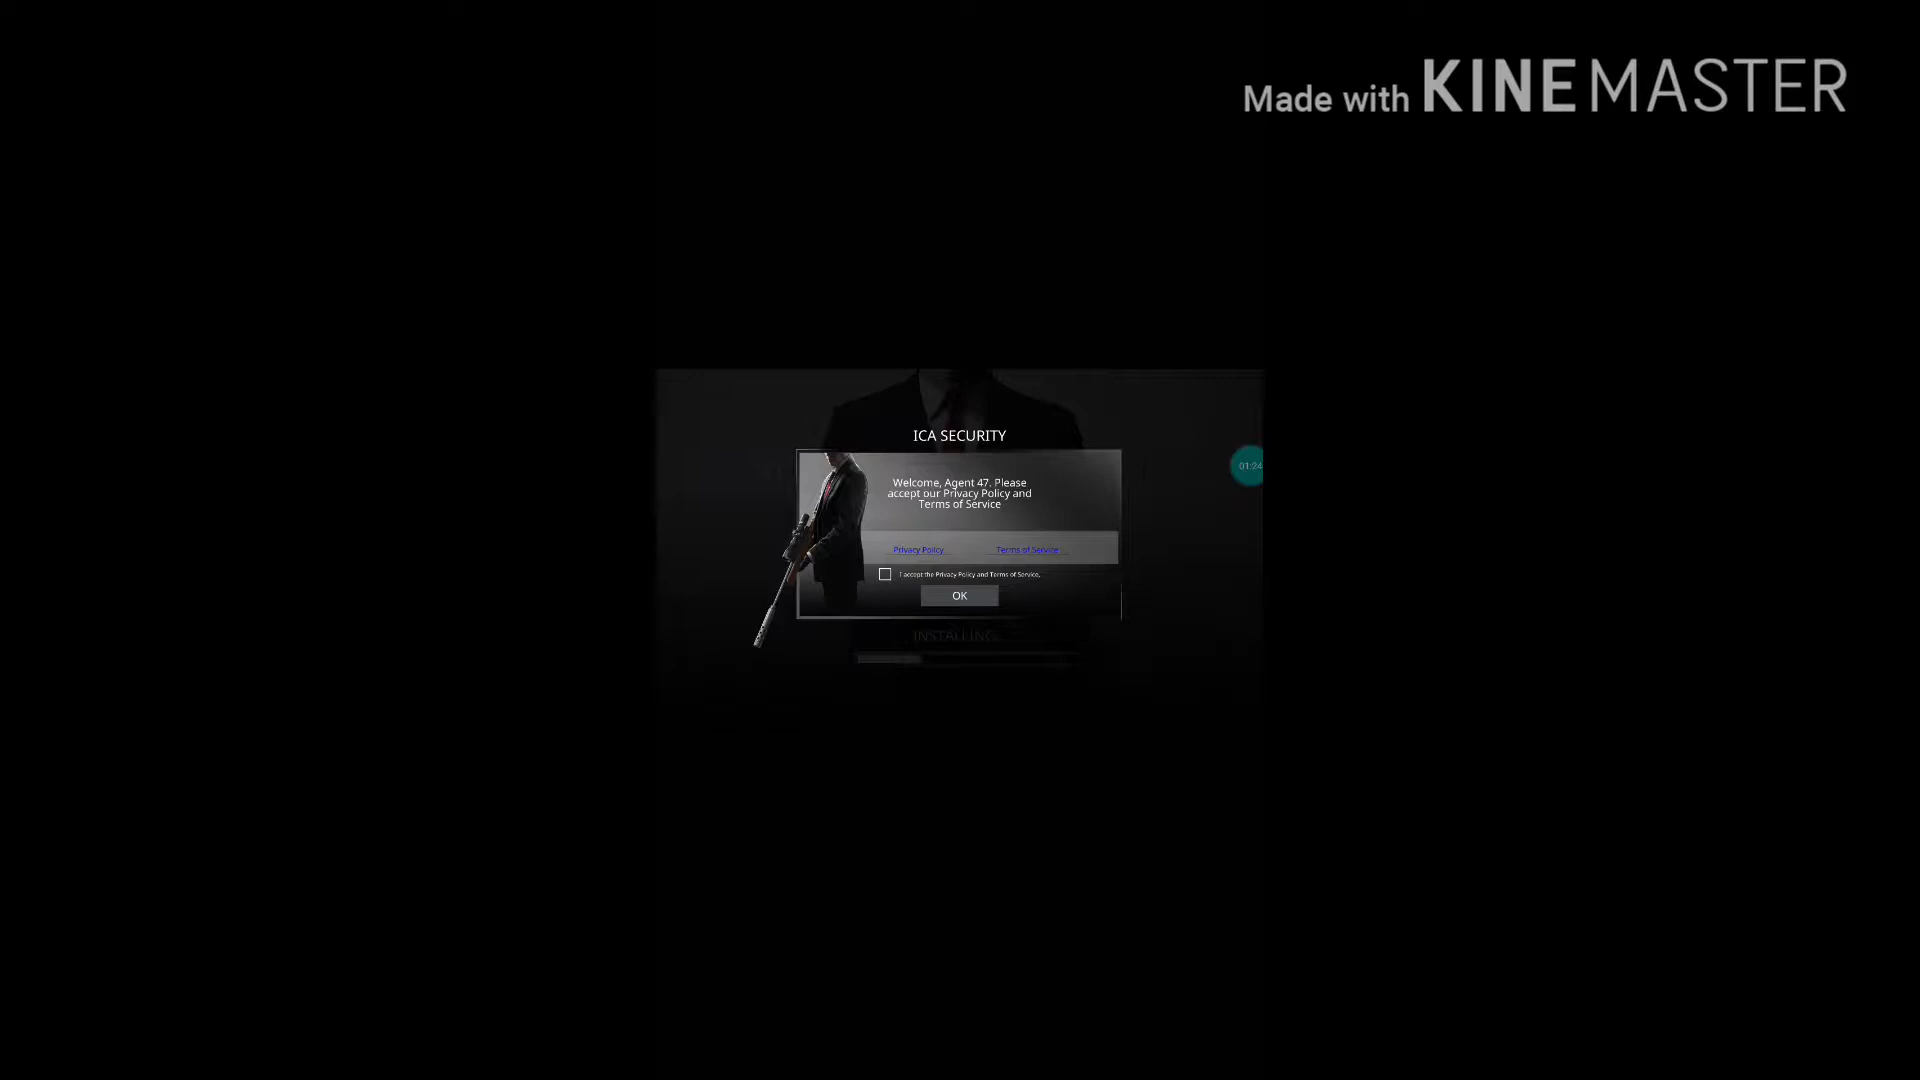 Made with KINEMASTER
ICA SECURITY
01:24
Welcome, Agent 47. Please
accept our Privacy Policy and
Terms of Service
Privacy Policy Terms of Service
I accept the Privacy Policy and Terms of Service.
OK
INSTALLING